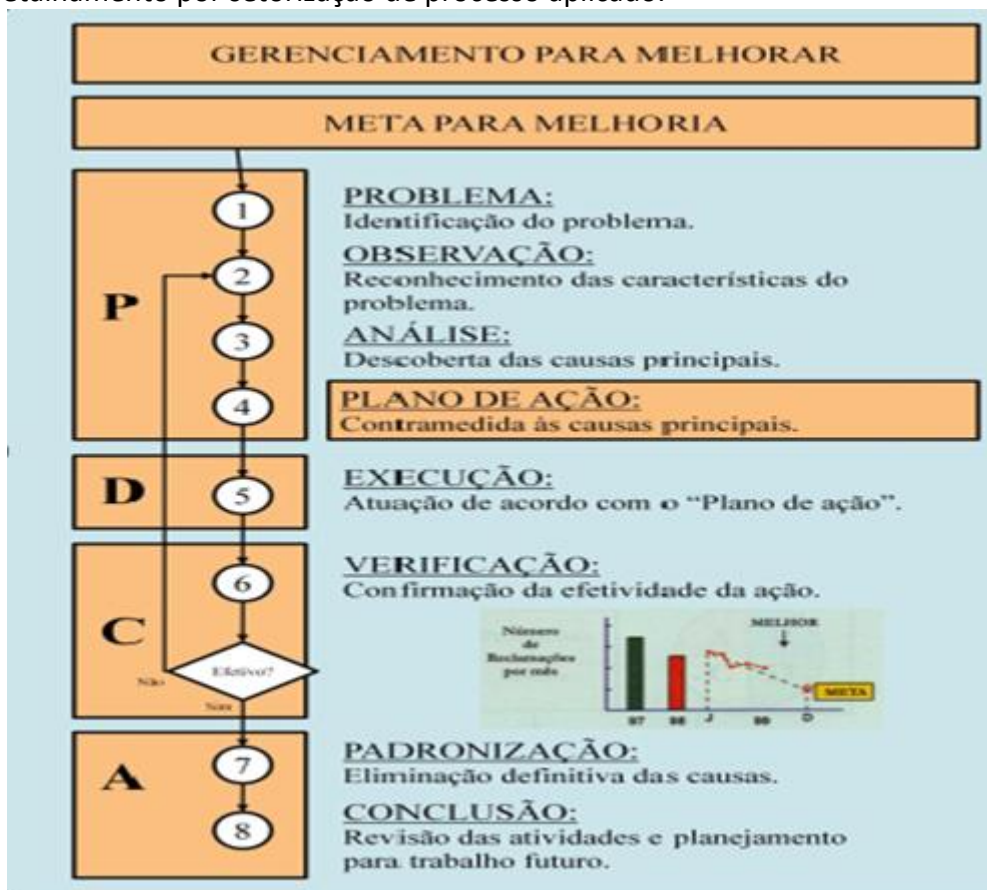 GERENCIAMENTO PARA MELHORAR
META PARA MELHORIA
P
1
2
3
4
PROBLEMA:
Identificação do problema.
OBSERVAÇÃO:
Reconhecimento das características do
problema.
ANÁLISE:
Descoberta das causas principais.
PLANO DE AÇÃO:
Contramedida às causas principais.
D
5
EXECUÇÃO:
Atuação de acordo com o “Plano de ação”.
C
6
Efetivo?
Não
Sim
VERIFICAÇÃO:
Confirmação da efetividade da ação.
Número
de
Reclamações
por mês
MELHOR
META
97 98 J 99 D
A
7
8
PADRONIZAÇÃO:
Eliminação definitiva das causas.
CONCLUSÃO:
Revisão das atividades e planejamento
para trabalho futuro.